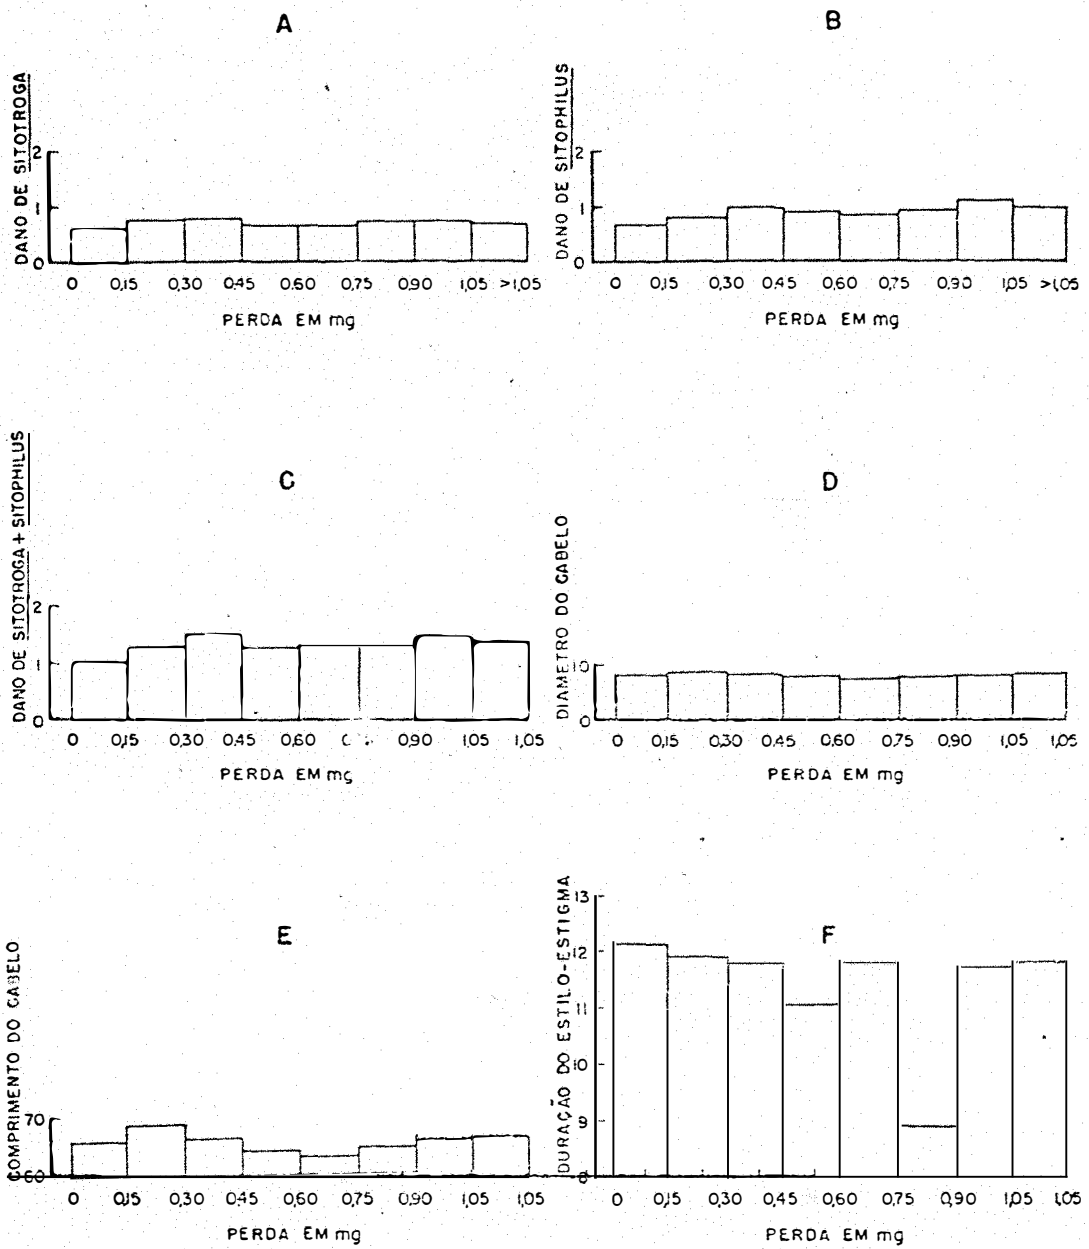 A
DANO DE SITOTROGA
2
1
0
0 0,15 0,30 0,45 0,60 0,75 0,90 1,05 >1,05
PERDA EM mg
B
DANO DE SITOPHILUS
2
1
0
0 0,15 0,30 0,45 0,60 0,75 0,90 1,05 >1,05
PERDA EM mg
C
DANO DE SITOTROGA + SITOPHILUS
2
1
0
0 0,15 0,30 0,45 0,60 0,90 1,05 1,05
PERDA EM mg
D
DIAMETRO DO CABELO
10
0
0 0,15 0,30 0,45 0,60 0,75 0,90 1,05 1,05
PERDA EM mg
E
COMPRIMENTO DO CABELO
70
60
0 0,15 0,30 0,45 0,60 0,75 0,90 1,05 1,05
PERDA EM mg
F
DURAÇÃO DO ESTILO-ESTIGMA
13
12
11
10
9
8
0 0,15 0,30 0,45 0,60 0,75 0,90 1,05 1,05
PERDA EM mg